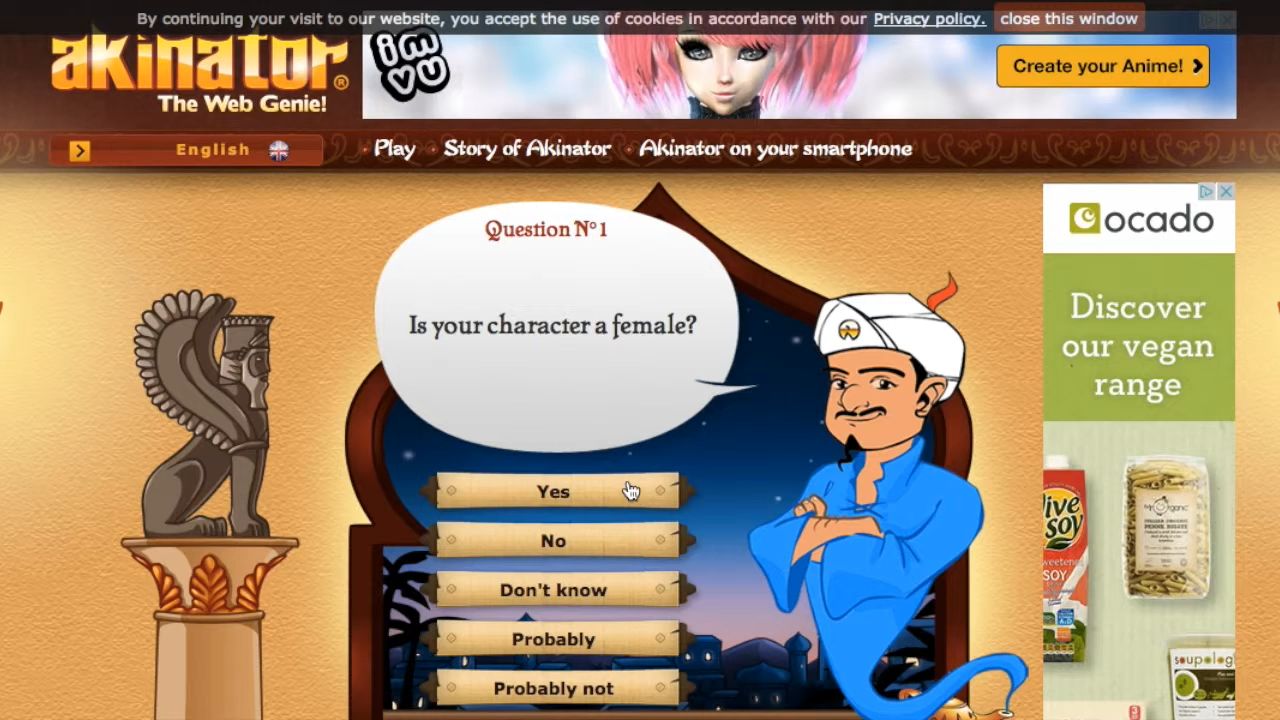 By continuing your visit to our website, you accept the use of cookies in accordance with our Privacy policy. close this window
akinator®
The Web Genie!
imvu
Create your Anime!
English
Play
Story of Akinator
Akinator on your smartphone
Question N°1
Is your character a female?
Yes
No
Don't know
Probably
Probably not
ocado
Discover
our vegan
range
SOY